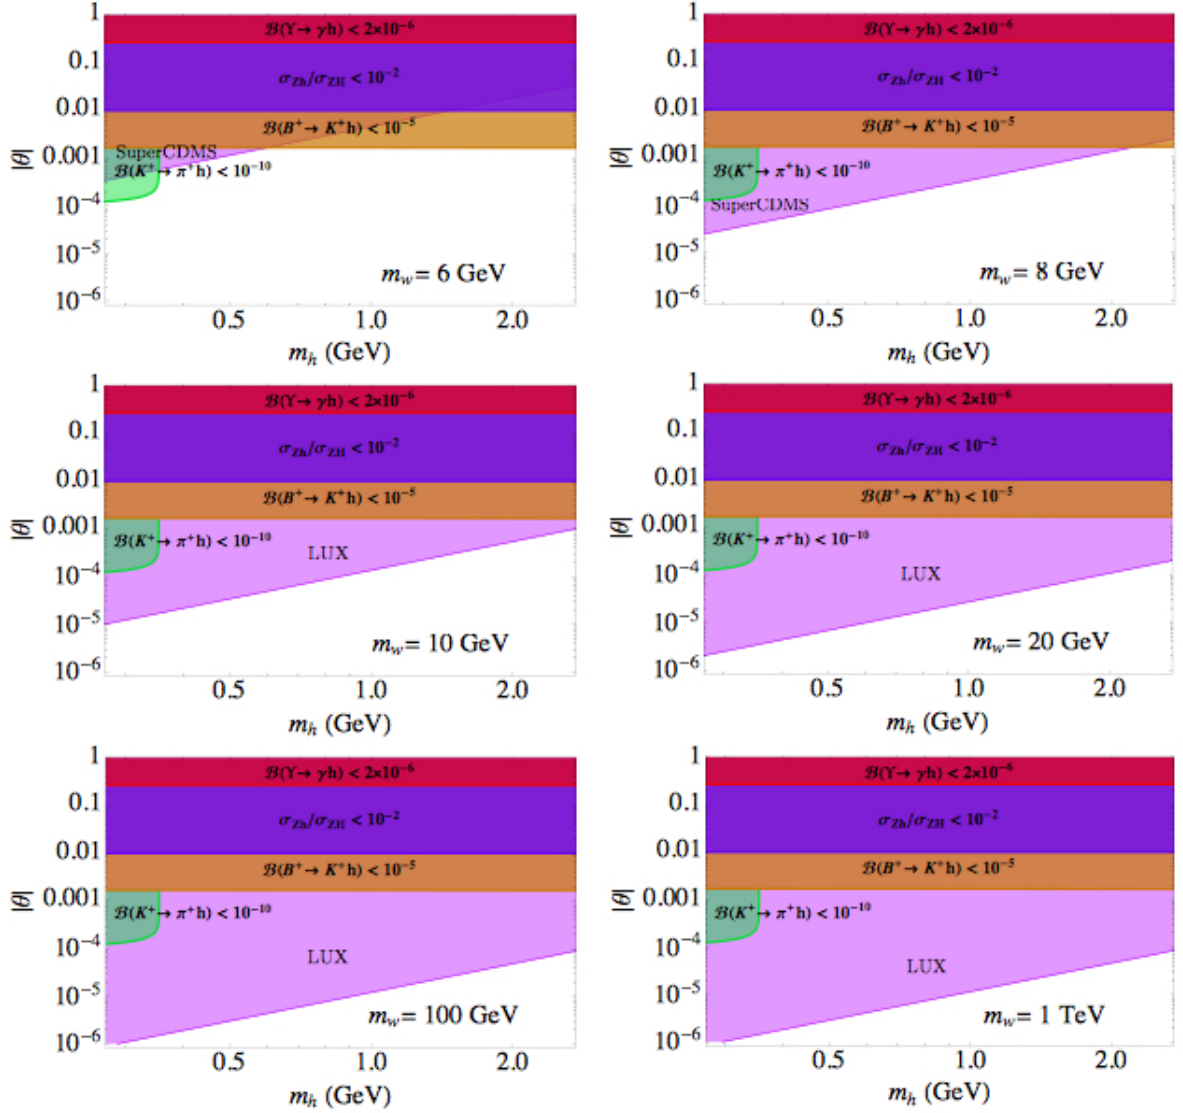 1
ℬ(Υ→ γh) < 2×10⁻⁶
0.1
σ_Zh/σ_ZH < 10⁻²
0.01
ℬ(B⁺→ K⁺h) < 10⁻⁵
|θ|
0.001
SuperCDMS
ℬ(K⁺→ π⁺h) < 10⁻¹⁰
10⁻⁴
10⁻⁵
m_w = 6 GeV
10⁻⁶
0.5 1.0 2.0
m_h (GeV)
1
ℬ(Υ→ γh) < 2×10⁻⁶
0.1
σ_Zh/σ_ZH < 10⁻²
0.01
ℬ(B⁺→ K⁺h) < 10⁻⁵
|θ|
0.001
ℬ(K⁺→ π⁺h) < 10⁻¹⁰
10⁻⁴
SuperCDMS
10⁻⁵
m_w = 8 GeV
10⁻⁶
0.5 1.0 2.0
m_h (GeV)
1
ℬ(Υ→ γh) < 2×10⁻⁶
0.1
σ_Zh/σ_ZH < 10⁻²
0.01
ℬ(B⁺→ K⁺h) < 10⁻⁵
|θ|
0.001
ℬ(K⁺→ π⁺h) < 10⁻¹⁰
LUX
10⁻⁴
10⁻⁵
m_w = 10 GeV
10⁻⁶
0.5 1.0 2.0
m_h (GeV)
1
ℬ(Υ→ γh) < 2×10⁻⁶
0.1
σ_Zh/σ_ZH < 10⁻²
0.01
ℬ(B⁺→ K⁺h) < 10⁻⁵
|θ|
0.001
ℬ(K⁺→ π⁺h) < 10⁻¹⁰
LUX
10⁻⁴
10⁻⁵
m_w = 20 GeV
10⁻⁶
0.5 1.0 2.0
m_h (GeV)
1
ℬ(Υ→ γh) < 2×10⁻⁶
0.1
σ_Zh/σ_ZH < 10⁻²
0.01
ℬ(B⁺→ K⁺h) < 10⁻⁵
|θ|
0.001
ℬ(K⁺→ π⁺h) < 10⁻¹⁰
10⁻⁴
LUX
10⁻⁵
m_w = 100 GeV
10⁻⁶
0.5 1.0 2.0
m_h (GeV)
1
ℬ(Υ→ γh) < 2×10⁻⁶
0.1
σ_Zh/σ_ZH < 10⁻²
0.01
ℬ(B⁺→ K⁺h) < 10⁻⁵
|θ|
0.001
ℬ(K⁺→ π⁺h) < 10⁻¹⁰
10⁻⁴
LUX
10⁻⁵
m_w = 1 TeV
10⁻⁶
0.5 1.0 2.0
m_h (GeV)